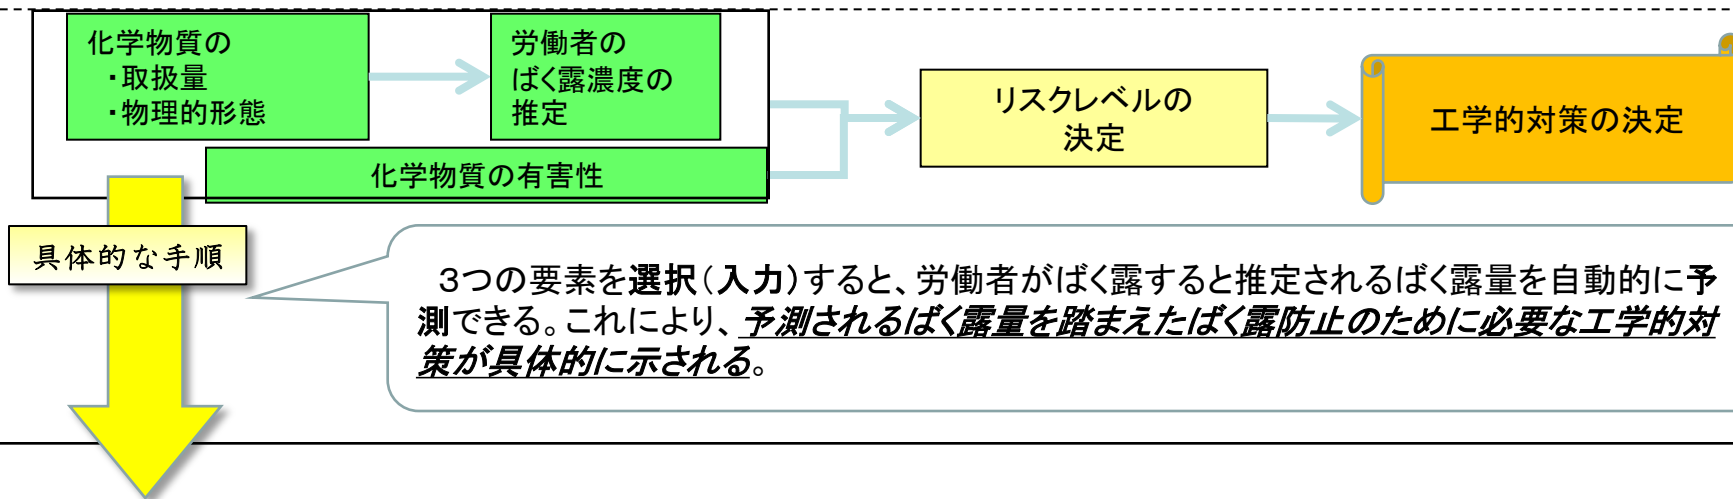 化学物質の
・取扱量
・物理的形態
労働者の
ばく露濃度の
推定
化学物質の有害性
リスクレベルの
決定
工学的対策の決定
具体的な手順
３つの要素を選択（入力）すると、労働者がばく露すると推定されるばく露量を自動的に予
測できる。これにより、予測されるばく露量を踏まえたばく露防止のために必要な工学的対
策が具体的に示される。